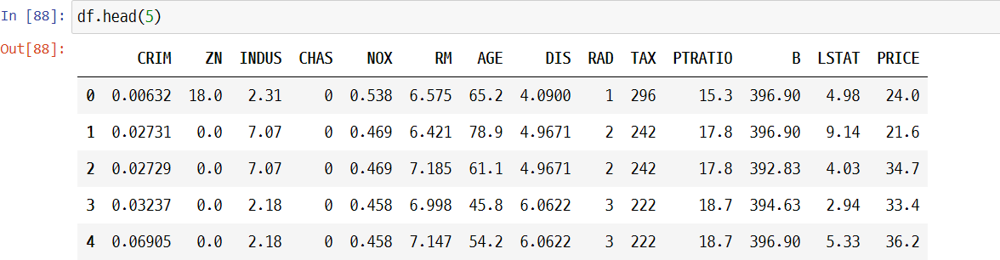 In [88]: df.head(5)
Out[88]:
CRIM ZN INDUS CHAS NOX RM AGE DIS RAD TAX PTRATIO B LSTAT PRICE
0 0.00632 18.0 2.31 0 0.538 6.575 65.2 4.0900 1 296 15.3 396.90 4.98 24.0
1 0.02731 0.0 7.07 0 0.469 6.421 78.9 4.9671 2 242 17.8 396.90 9.14 21.6
2 0.02729 0.0 7.07 0 0.469 7.185 61.1 4.9671 2 242 17.8 392.83 4.03 34.7
3 0.03237 0.0 2.18 0 0.458 6.998 45.8 6.0622 3 222 18.7 394.63 2.94 33.4
4 0.06905 0.0 2.18 0 0.458 7.147 54.2 6.0622 3 222 18.7 396.90 5.33 36.2